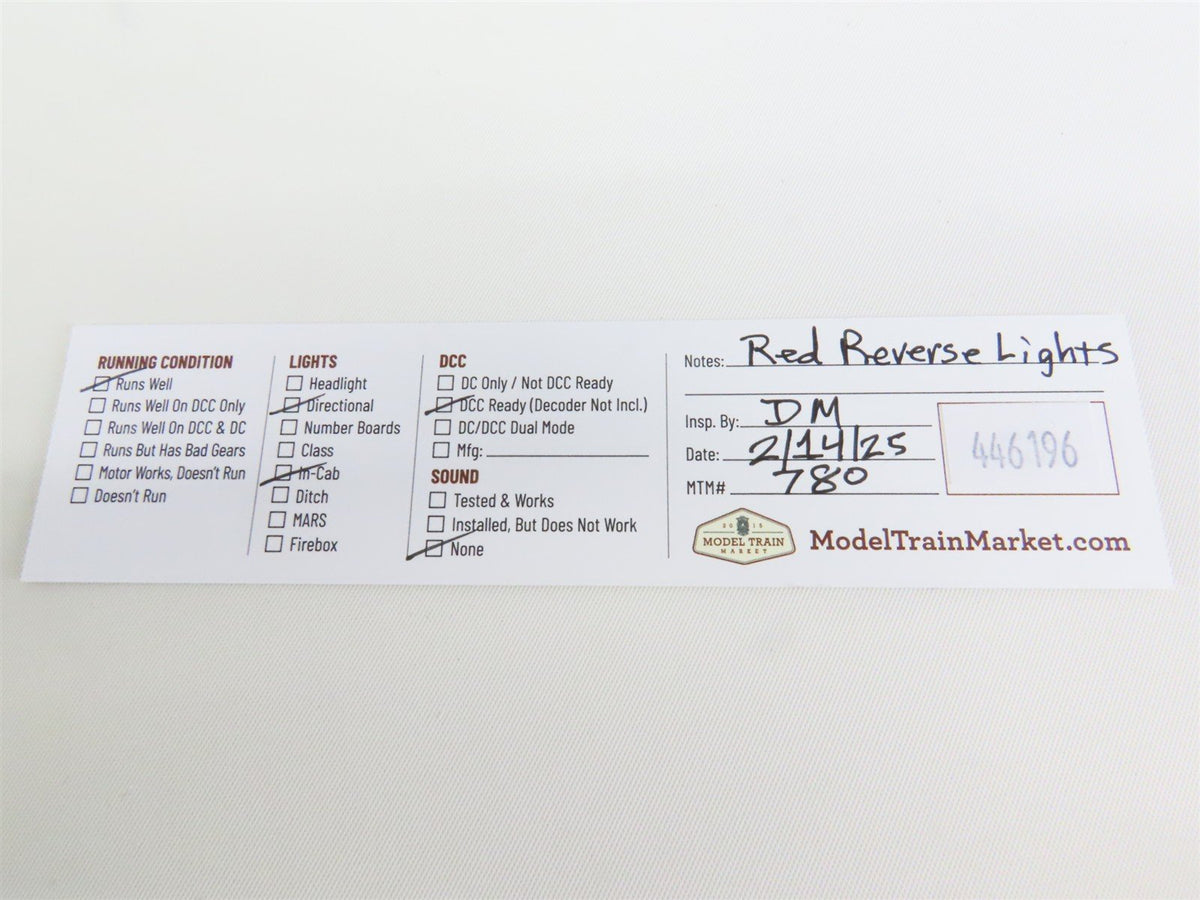 RUNNING CONDITION
Runs Well
Runs Well On DCC Only
Runs Well On DCC & DC
Runs But Has Bad Gears
Motor Works, Doesn't Run
Doesn't Run
LIGHTS
Headlight
Directional
Number Boards
Class
In-Cab
Ditch
MARS
Firebox
DCC
DC Only / Not DCC Ready
DCC Ready (Decoder Not Incl.)
DC/DCC Dual Mode
Mfg:
SOUND
Tested & Works
Installed, But Does Not Work
None
Notes: Red Reverse Lights
Insp. By: DM
Date: 2/14/25
MTM# 780
446196
2015
MODEL TRAIN
MARKET
ModelTrainMarket.com